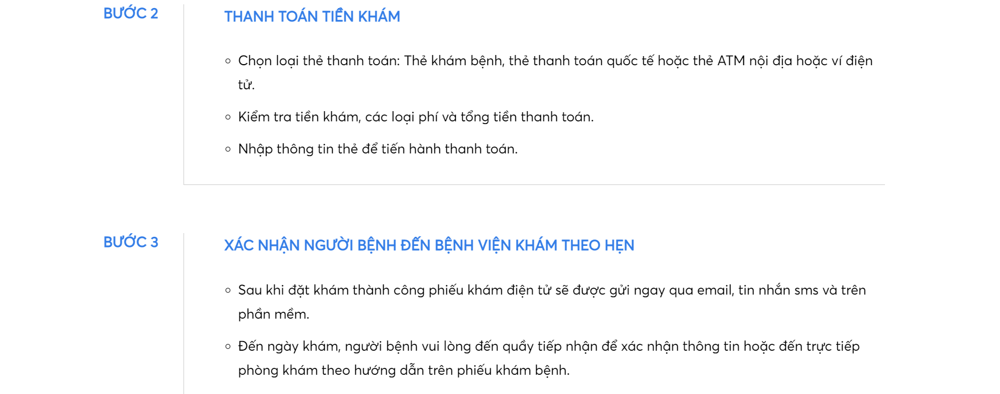 BƯỚC 2
THANH TOÁN TIỀN KHÁM
Chọn loại thẻ thanh toán: Thẻ khám bệnh, thẻ thanh toán quốc tế hoặc thẻ ATM nội địa hoặc ví điện
tử.
Kiểm tra tiền khám, các loại phí và tổng tiền thanh toán.
Nhập thông tin thẻ để tiến hành thanh toán.
BƯỚC 3
XÁC NHẬN NGƯỜI BỆNH ĐẾN BỆNH VIỆN KHÁM THEO HẸN
Sau khi đặt khám thành công phiếu khám điện tử sẽ được gửi ngay qua email, tin nhắn sms và trên
phần mềm.
Đến ngày khám, người bệnh vui lòng đến quầy tiếp nhận để xác nhận thông tin hoặc đến trực tiếp
phòng khám theo hướng dẫn trên phiếu khám bệnh.